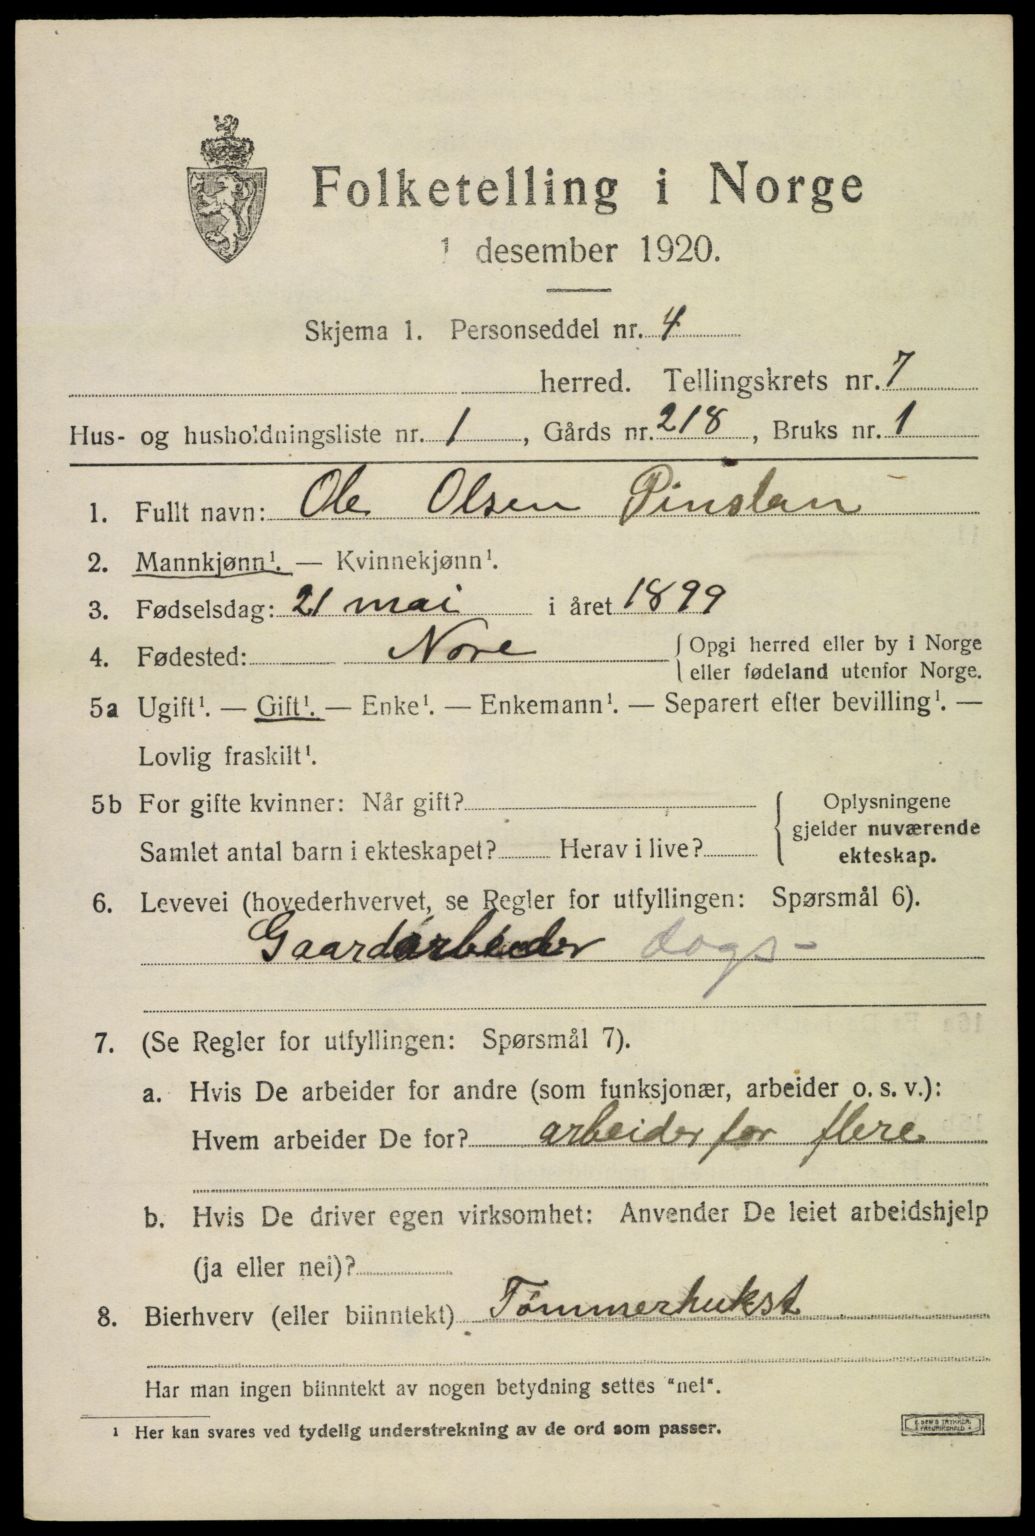 Folketelling i Norge
1 desember 1920.
Skjema 1. Personseddel nr. 4
herred. Tellingskrets nr. 7
Hus- og husholdningsliste nr. 1, Gårds nr. 218, Bruks nr. 1
1. Fullt navn: Ole Olsen Pinslan
2. Mannkjønn¹. — Kvinnekjønn¹.
3. Fødselsdag: 21 mai i året 1899
4. Fødested: Nore { Opgi herred eller by i Norge
eller fødeland utenfor Norge.
5a Ugift¹. — Gift¹. — Enke¹. — Enkemann¹. — Separert efter bevilling¹. —
Lovlig fraskilt¹.
5b For gifte kvinner: Når gift?
Samlet antal barn i ekteskapet? Herav i live?
{ Oplysningene
gjelder nuværende
ekteskap.
6. Levevei (hovederhvervet, se Regler for utfyllingen: Spørsmål 6).
Gaardarbeider dags-
7. (Se Regler for utfyllingen: Spørsmål 7).
a. Hvis De arbeider for andre (som funksjonær, arbeider o. s. v.):
Hvem arbeider De for? arbeider for flere
b. Hvis De driver egen virksomhet: Anvender De leiet arbeidshjelp
(ja eller nei)?
8. Bierhverv (eller biinntekt) Tømmerhukst
Har man ingen biinntekt av nogen betydning settes "nei".
¹ Her kan svares ved tydelig understrekning av de ord som passer.